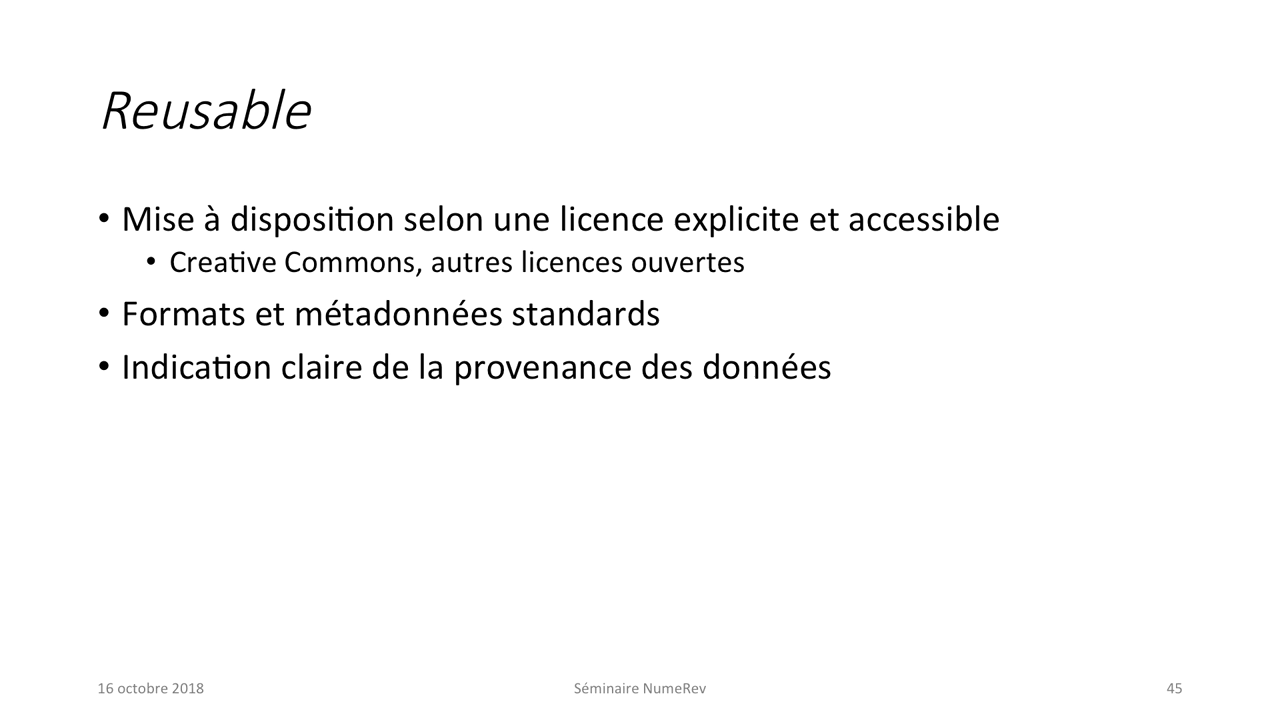 Reusable
• Mise à disposition selon une licence explicite et accessible
• Creative Commons, autres licences ouvertes
• Formats et métadonnées standards
• Indication claire de la provenance des données
16 octobre 2018
Séminaire NumeRev
45